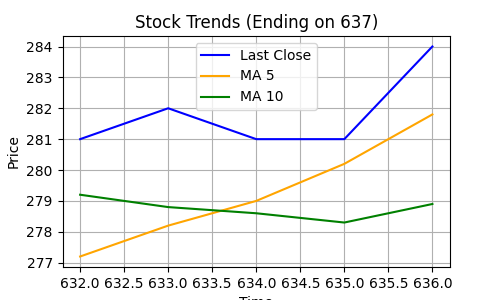 Stock Trends (Ending on 637)
Last Close
MA 5
MA 10
Price
284
283
282
281
280
279
278
277
632.0 632.5 633.0 633.5 634.0 634.5 635.0 635.5 636.0
Time